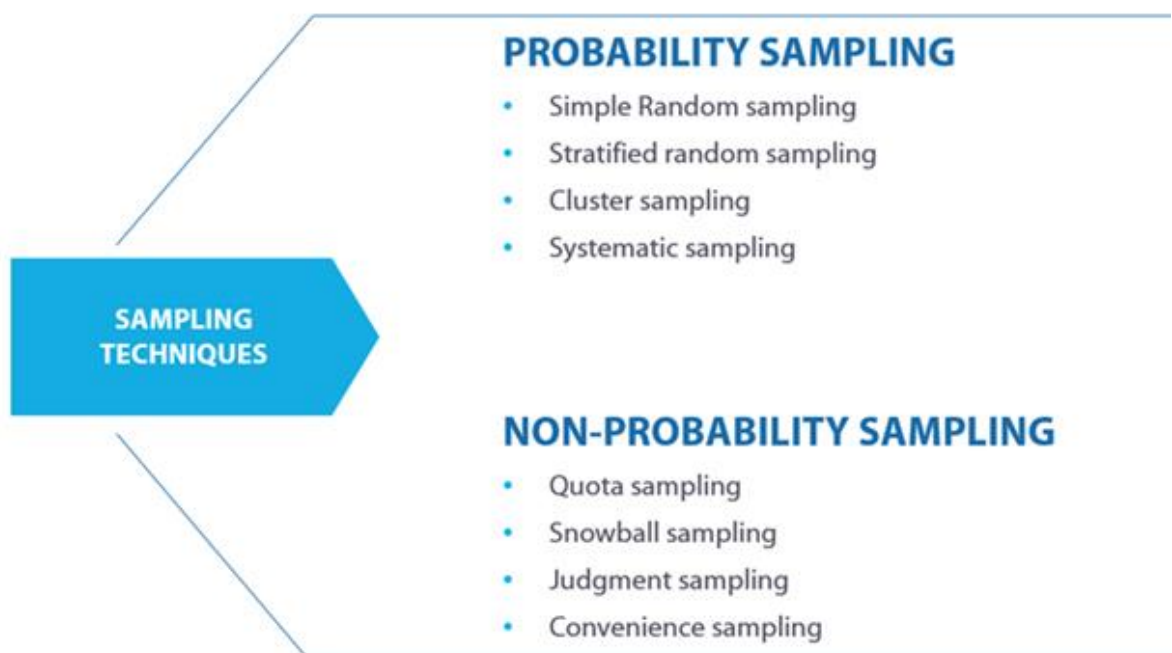 PROBABILITY SAMPLING
• Simple Random sampling
• Stratified random sampling
• Cluster sampling
• Systematic sampling
SAMPLING
TECHNIQUES
NON-PROBABILITY SAMPLING
• Quota sampling
• Snowball sampling
• Judgment sampling
• Convenience sampling